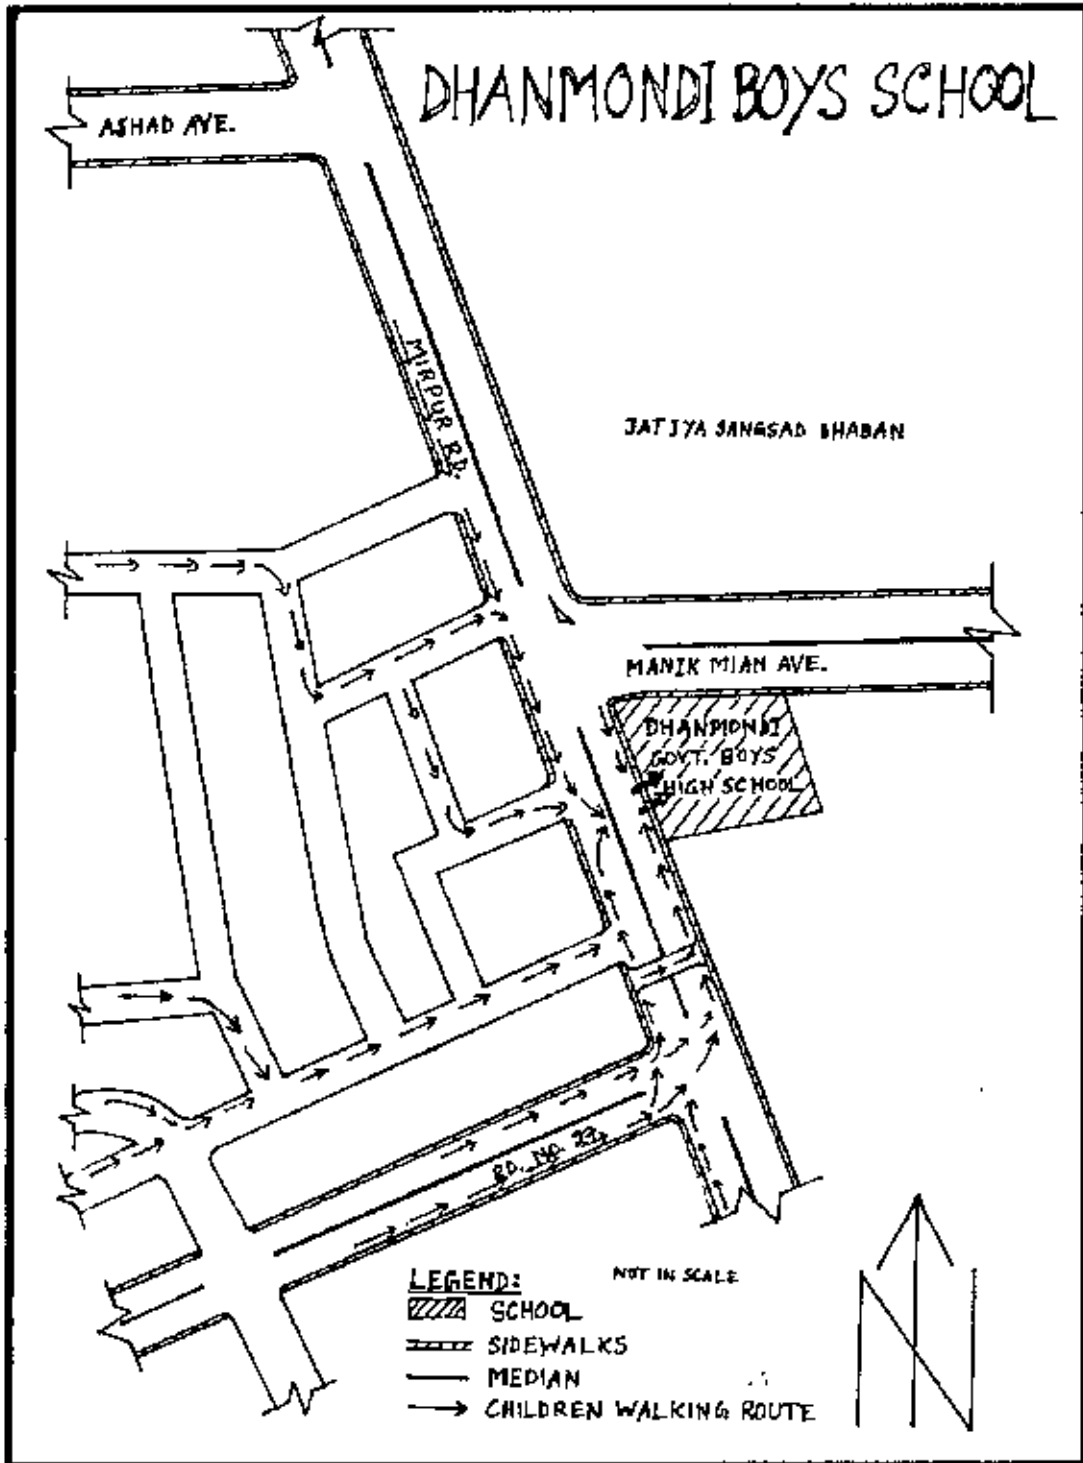 DHANMONDI BOYS SCHOOL
ASHAD AVE.
MIRPUR RD.
JATIYA SANGSAD BHABAN
MANIK MIAN AVE.
DHANMONDI
GOVT. BOYS
HIGH SCHOOL
RD. NO. 27
LEGEND:
NOT IN SCALE
SCHOOL
SIDEWALKS
MEDIAN
CHILDREN WALKING ROUTE
N